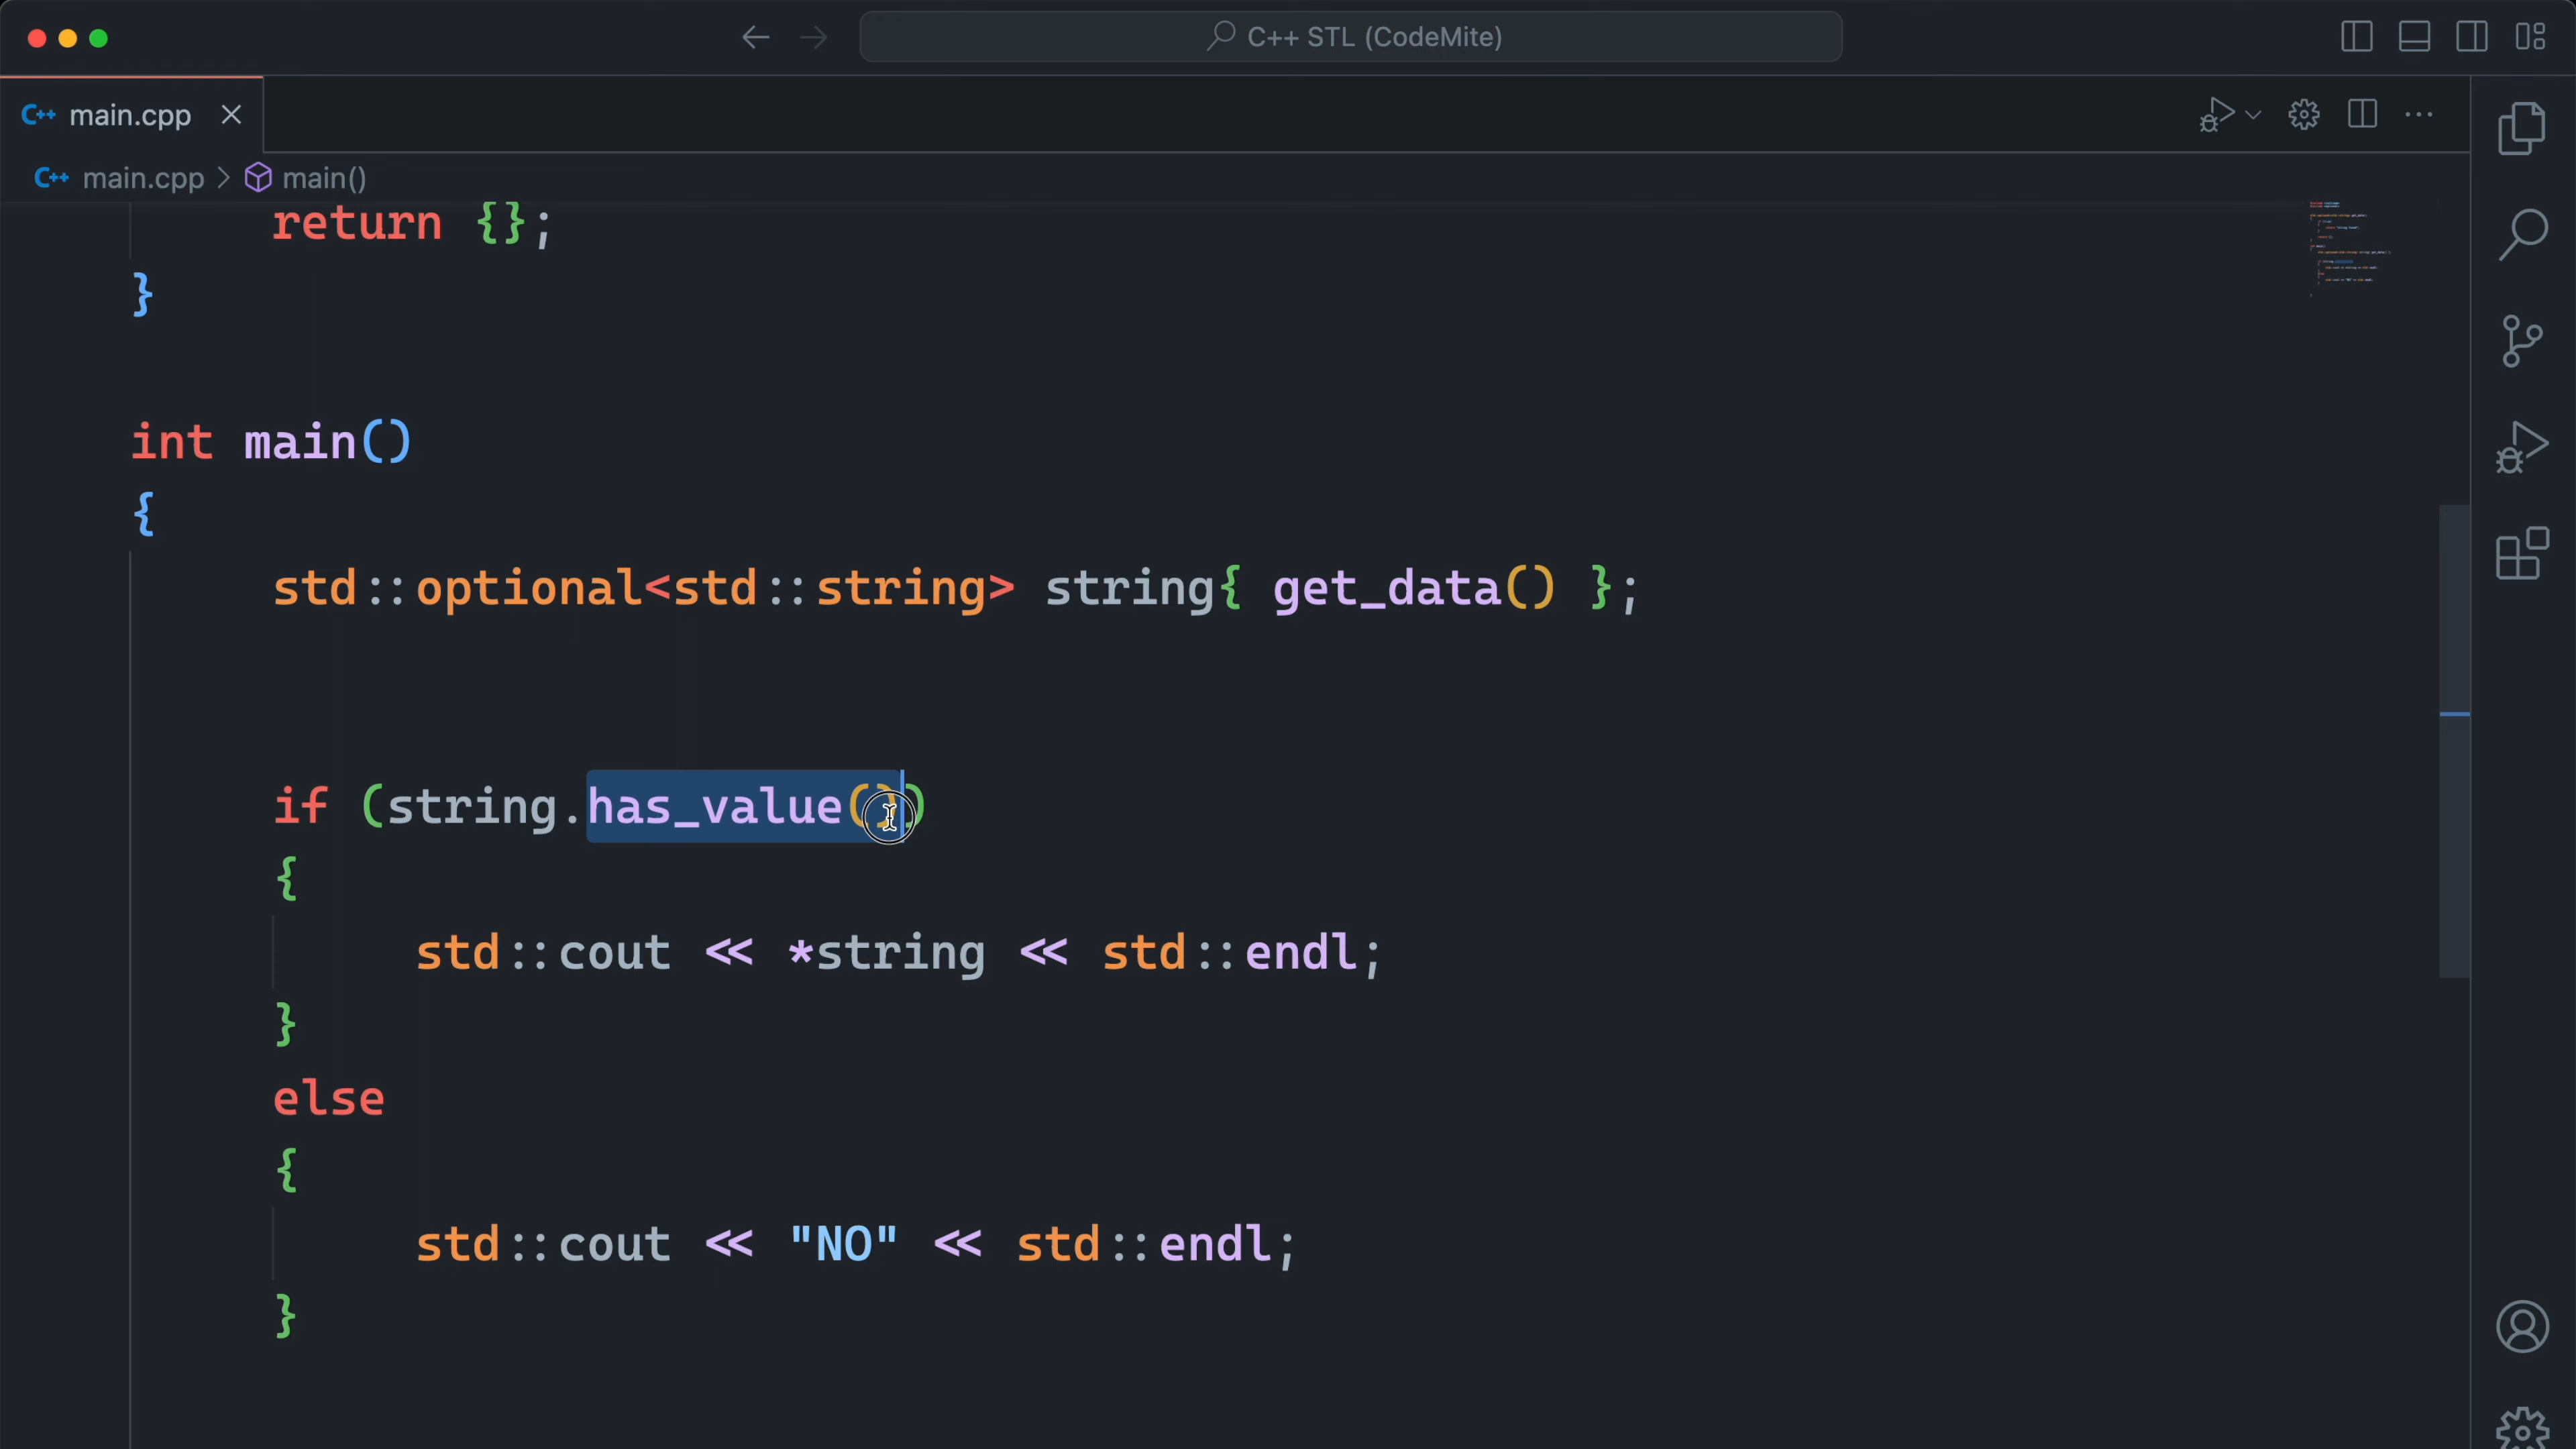 C++ STL (CodeMite)
C++ main.cpp
C++ main.cpp > main()
return {};
}
int main()
{
std::optional<std::string> string{ get_data() };
if (string.has_value())
{
std::cout << *string << std::endl;
}
else
{
std::cout << "NO" << std::endl;
}